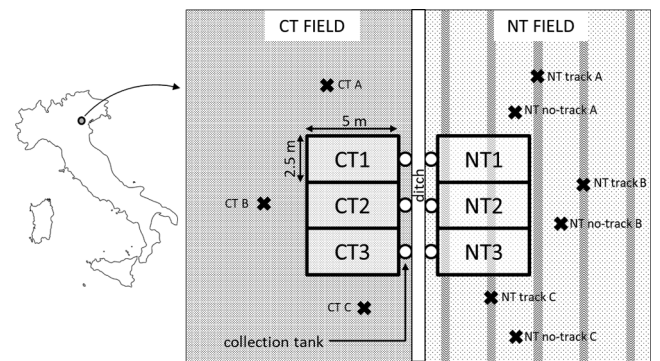 CT FIELD
NT FIELD
CT A
NT track A
NT no-track A
5 m
2.5 m
CT1
NT1
ditch
CT B
CT2
NT2
NT track B
NT no-track B
CT3
NT3
CT C
NT track C
collection tank
NT no-track C